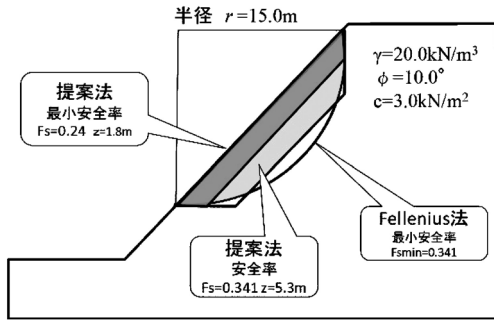 半径 r=15.0m
γ=20.0kN/m³
ϕ=10.0°
c=3.0kN/m²
提案法
最小安全率
Fs=0.24 z=1.8m
提案法
安全率
Fs=0.341 z=5.3m
Fellenius法
最小安全率
Fsmin=0.341